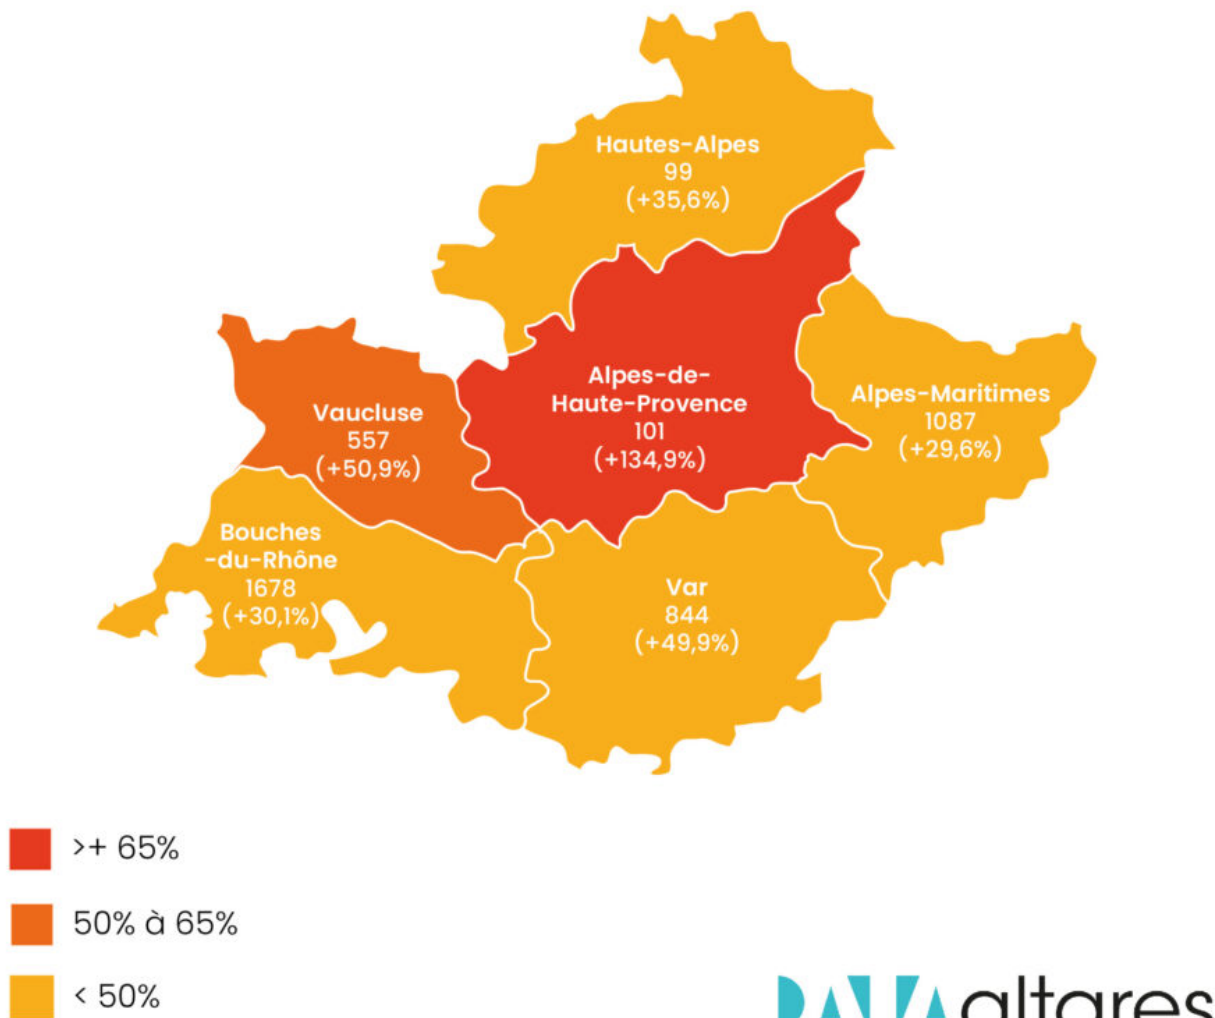 Hautes-Alpes
99
(+35,6%)
Alpes-de-
Haute-Provence
101
(+134,9%)
Alpes-Maritimes
1087
(+29,6%)
Vaucluse
557
(+50,9%)
Bouches
-du-Rhône
1678
(+30,1%)
Var
844
(+49,9%)
>+ 65%
50% à 65%
< 50%
altares